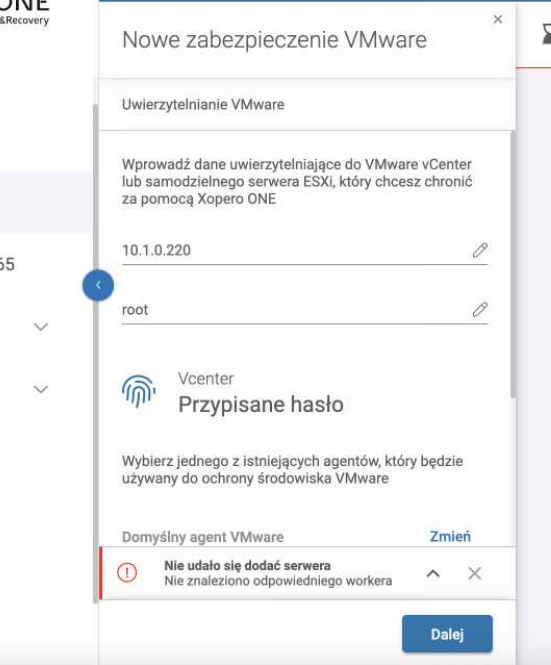 ONE
&Recovery
Nowe zabezpieczenie VMware
Uwierzytelnianie VMware
Wprowadź dane uwierzytelniające do VMware vCenter
lub samodzielnego serwera ESXi, który chcesz chronić
za pomocą Xopero ONE
10.1.0.220
65
root
Vcenter
Przypisane hasło
Wybierz jednego z istniejących agentów, który będzie
używany do ochrony środowiska VMware
Domyślny agent VMware Zmień
Nie udało się dodać serwera
Nie znaleziono odpowiedniego workera
Dalej